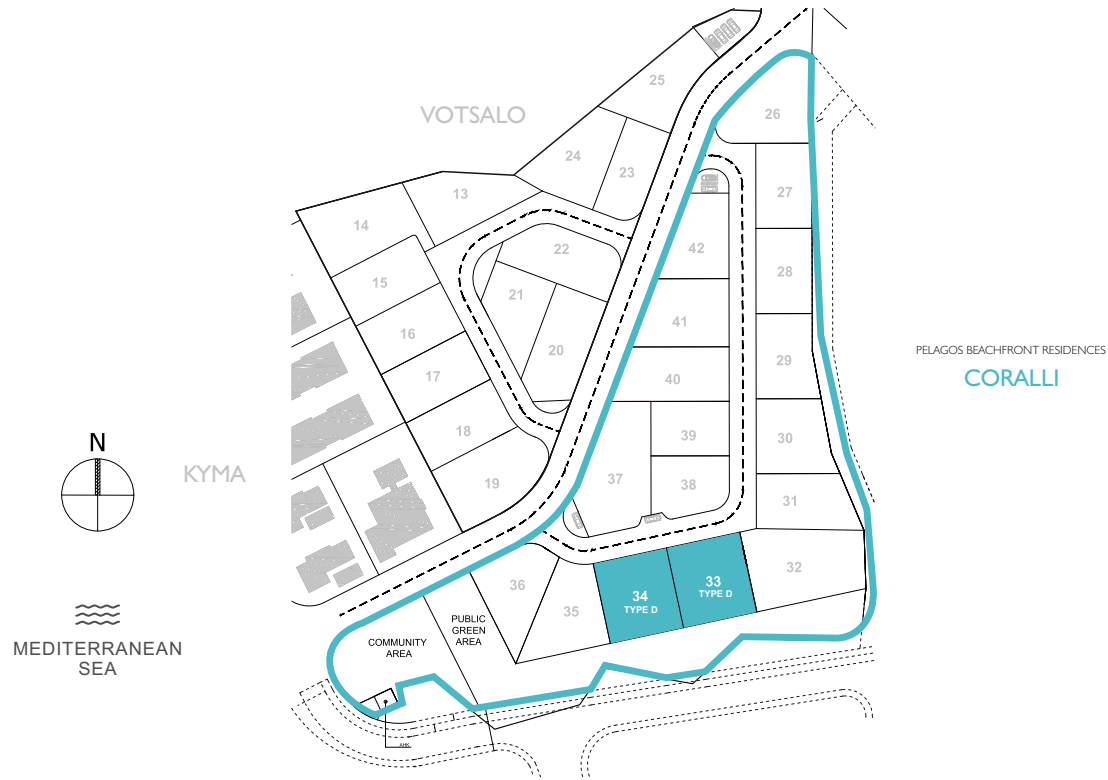 VOTSALO
25
26
24
23
27
13
14
22
42
28
15
21
16
41
20
29
17
40
PELAGOS BEACHFRONT RESIDENCES
CORALLI
18
39
30
N
KYMA
19
37
38
31
36
35
34
TYPE D
33
TYPE D
32
MEDITERRANEAN
SEA
COMMUNITY
AREA
PUBLIC
GREEN
AREA
AHK